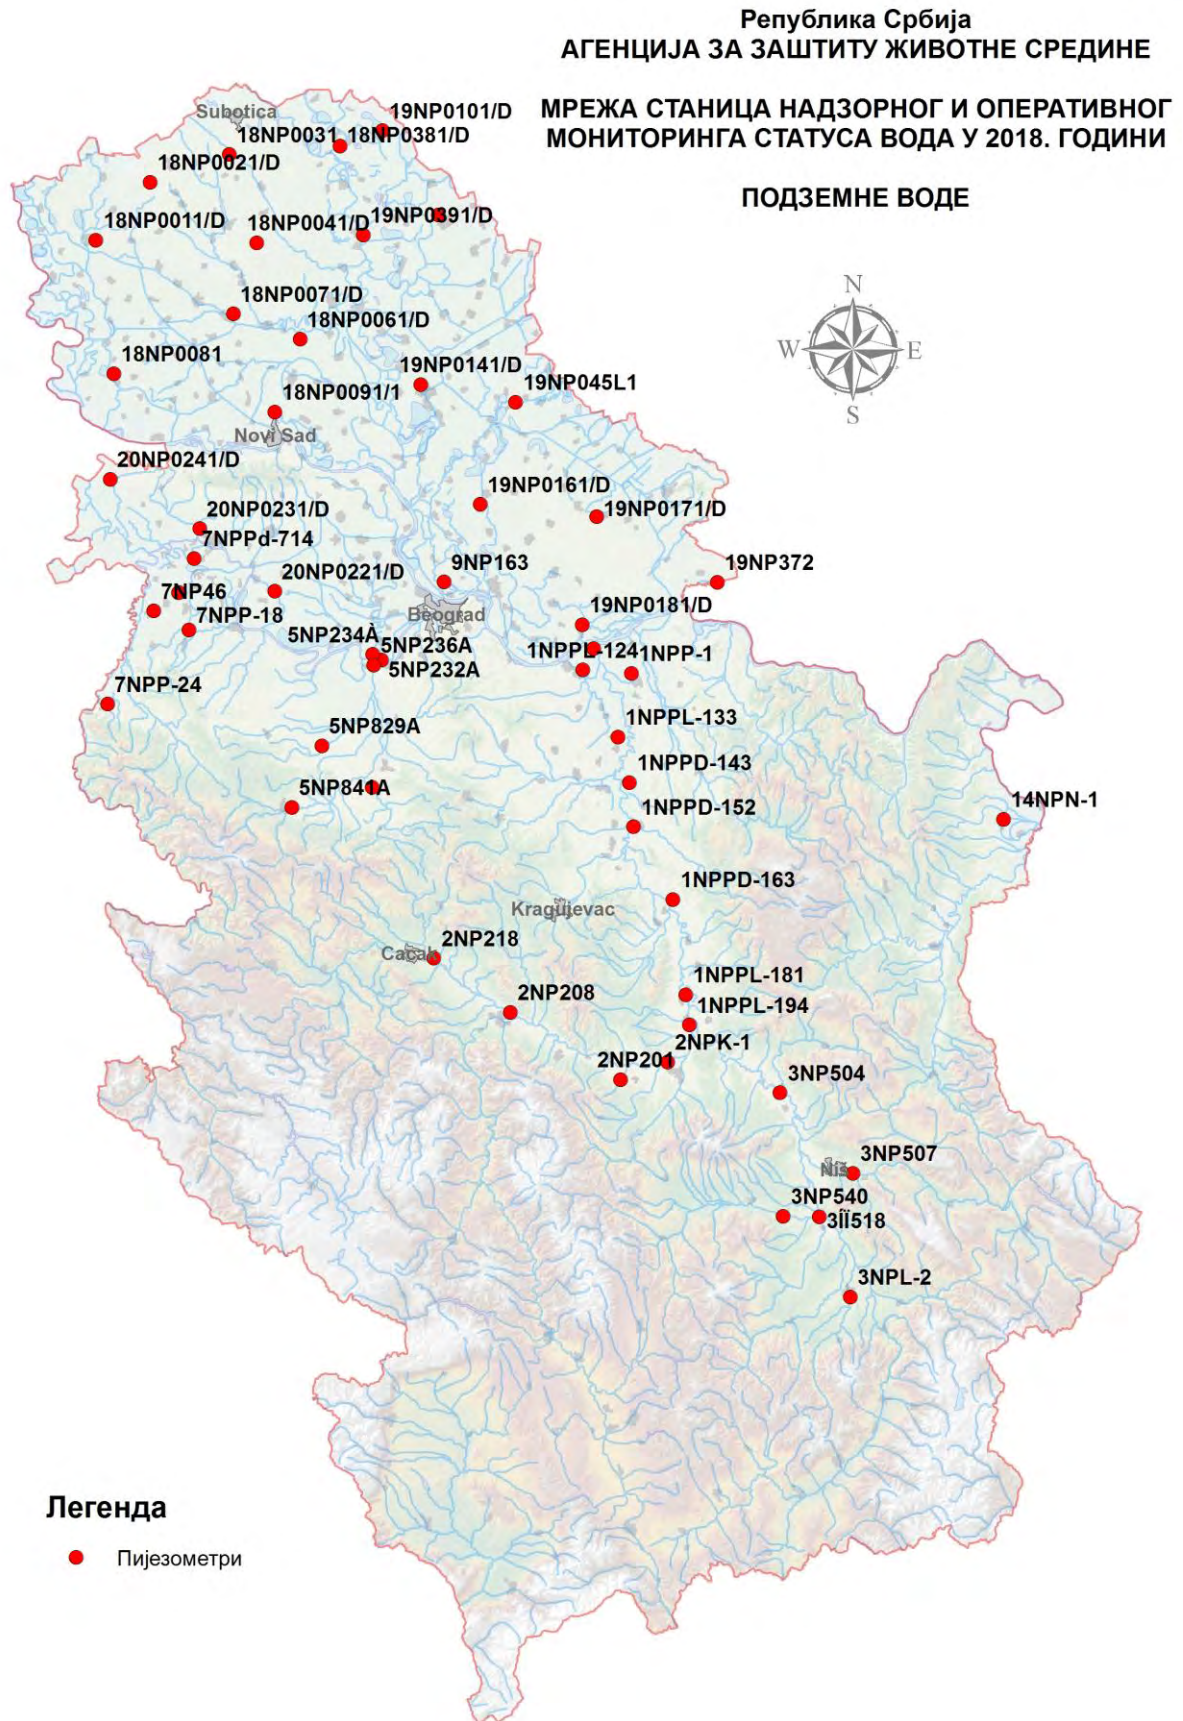 Република Србија
АГЕНЦИЈА ЗА ЗАШТИТУ ЖИВОТНЕ СРЕДИНЕ
МРЕЖА СТАНИЦА НАДЗОРНОГ И ОПЕРАТИВНОГ
МОНИТОРИНГА СТАТУСА ВОДА У 2018. ГОДИНИ
ПОДЗЕМНЕ ВОДЕ
N
W
E
S
Subotica
19NP0101/D
18NP0031
18NP0381/D
18NP0021/D
18NP0011/D
18NP0041/D
19NP0391/D
18NP0071/D
18NP0061/D
18NP0081
19NP0141/D
19NP045L1
18NP0091/1
Novi Sad
20NP0241/D
19NP0161/D
19NP0171/D
20NP0231/D
7NPPd-714
20NP0221/D
9NP163
19NP372
7NP46
7NPP-18
Beograd
19NP0181/D
5NP234À
5NP236A
5NP232A
1NPPL-124
1NPP-1
7NPP-24
5NP829A
1NPPL-133
1NPPD-143
5NP841A
1NPPD-152
14NPN-1
1NPPD-163
Kragujevac
2NP218
Cacak
1NPPL-181
2NP208
1NPPL-194
2NPK-1
2NP201
3NP504
3NP507
Niš
3NP540
3ÍÏ518
3NPL-2
Легенда
Пијезометри